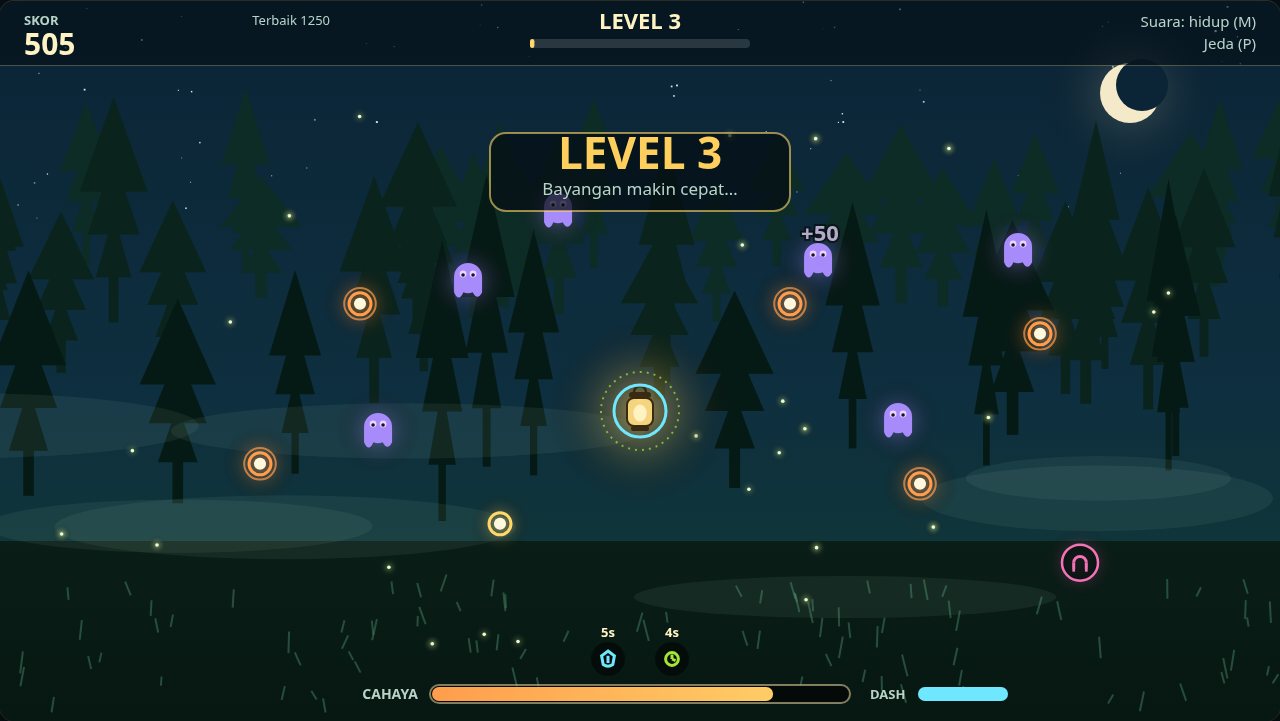 SKOR
505
Terbaik 1250
LEVEL 3
Suara: hidup (M)
Jeda (P)
LEVEL 3
Bayangan makin cepat...
+50
5s
4s
CAHAYA
DASH